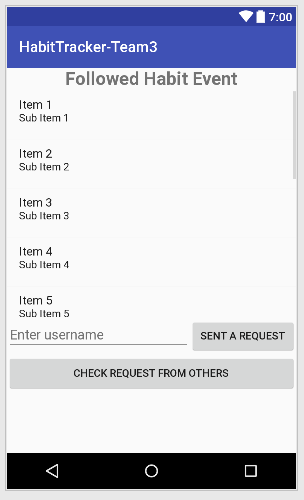 7:00
HabitTracker-Team3
Followed Habit Event
Item 1
Sub Item 1
Item 2
Sub Item 2
Item 3
Sub Item 3
Item 4
Sub Item 4
Item 5
Sub Item 5
Enter username
SENT A REQUEST
CHECK REQUEST FROM OTHERS